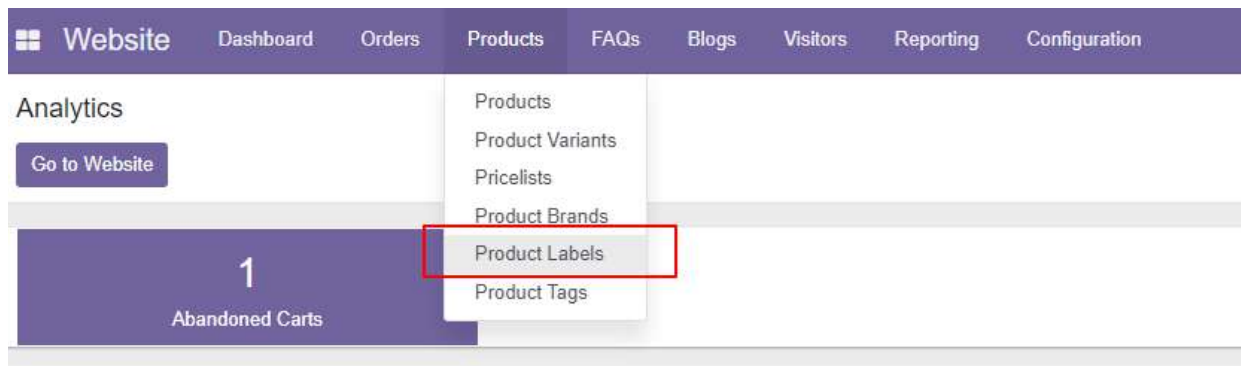 Website Dashboard Orders Products FAQs Blogs Visitors Reporting Configuration
Analytics
Go to Website
Products
Product Variants
Pricelists
Product Brands
Product Labels
Product Tags
1
Abandoned Carts